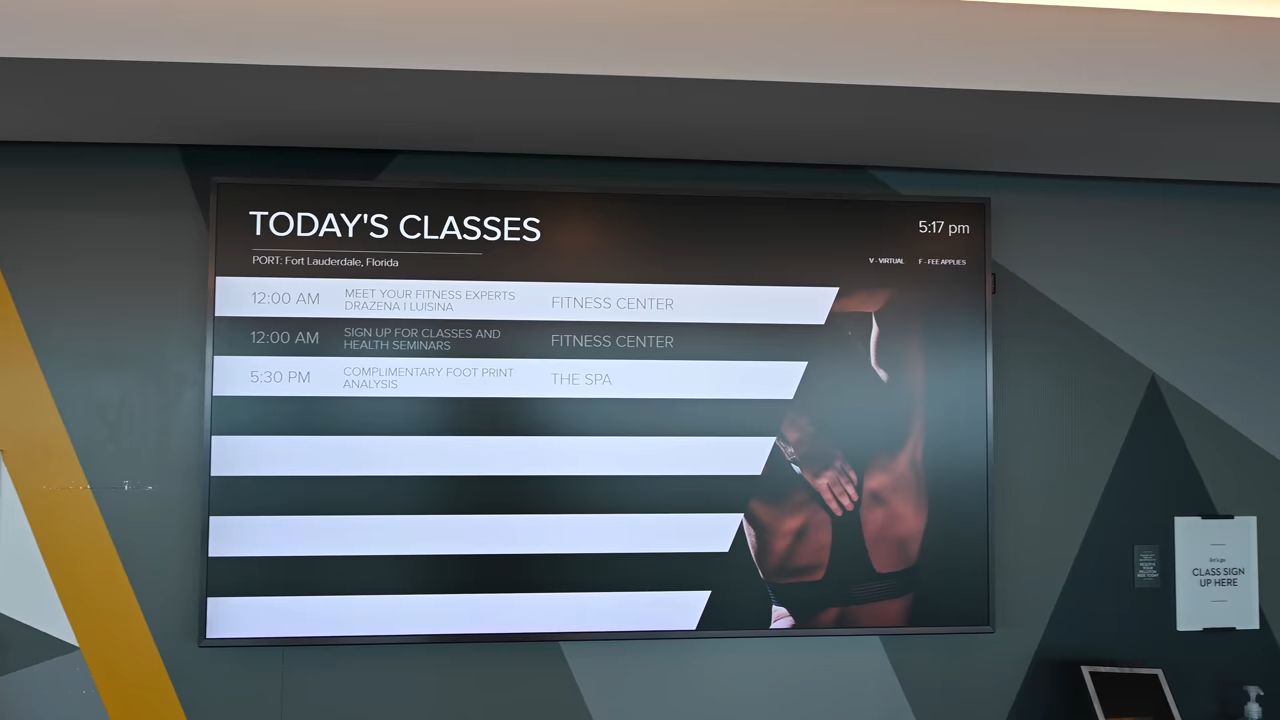 TODAY'S CLASSES
5:17 pm
PORT: Fort Lauderdale, Florida
V - VIRTUAL F - FEE APPLIES
12:00 AM MEET YOUR FITNESS EXPERTS FITNESS CENTER
DRAZENA I LUISINA
12:00 AM SIGN UP FOR CLASSES AND FITNESS CENTER
HEALTH SEMINARS
5:30 PM COMPLIMENTARY FOOT PRINT THE SPA
ANALYSIS
CLASS SIGN
UP HERE